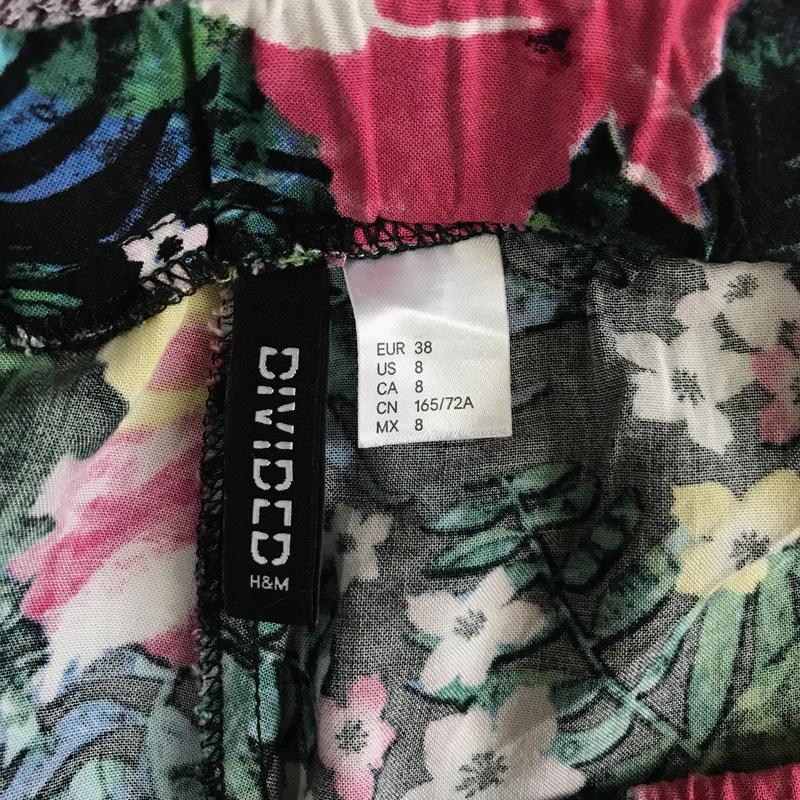 EUR 38
US 8
CA 8
CN 165/72A
MX 8
DIVIDED
H&M